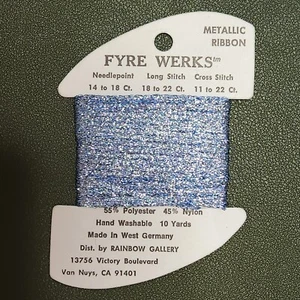 METALLIC
RIBBON
FYRE WERKS tm
Needlepoint Long Stitch Cross Stitch
14 to 18 Ct. 18 to 22 Ct. 11 to 22 Ct.
55% Polyester 45% Nylon
Hand Washable 10 Yards
Made In West Germany
Dist. by RAINBOW GALLERY
13756 Victory Boulevard
Van Nuys, CA 91401